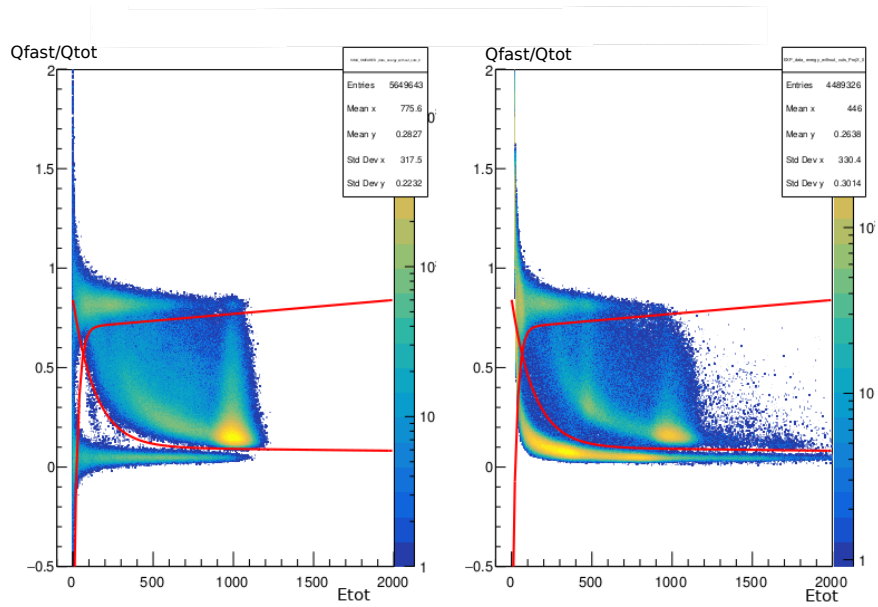 Qfast/Qtot
Entries 5649643
Mean x 775.6
Mean y 0.2827
Std Dev x 317.5
Std Dev y 0.2232
2
1.5
1
0.5
0
−0.5
0 500 1000 1500 2000
Etot
10
10
1
Qfast/Qtot
Entries 4489326
Mean x 446
Mean y 0.2638
Std Dev x 330.4
Std Dev y 0.3014
2
1.5
1
0.5
0
−0.5
0 500 1000 1500 2000
Etot
10
10
1